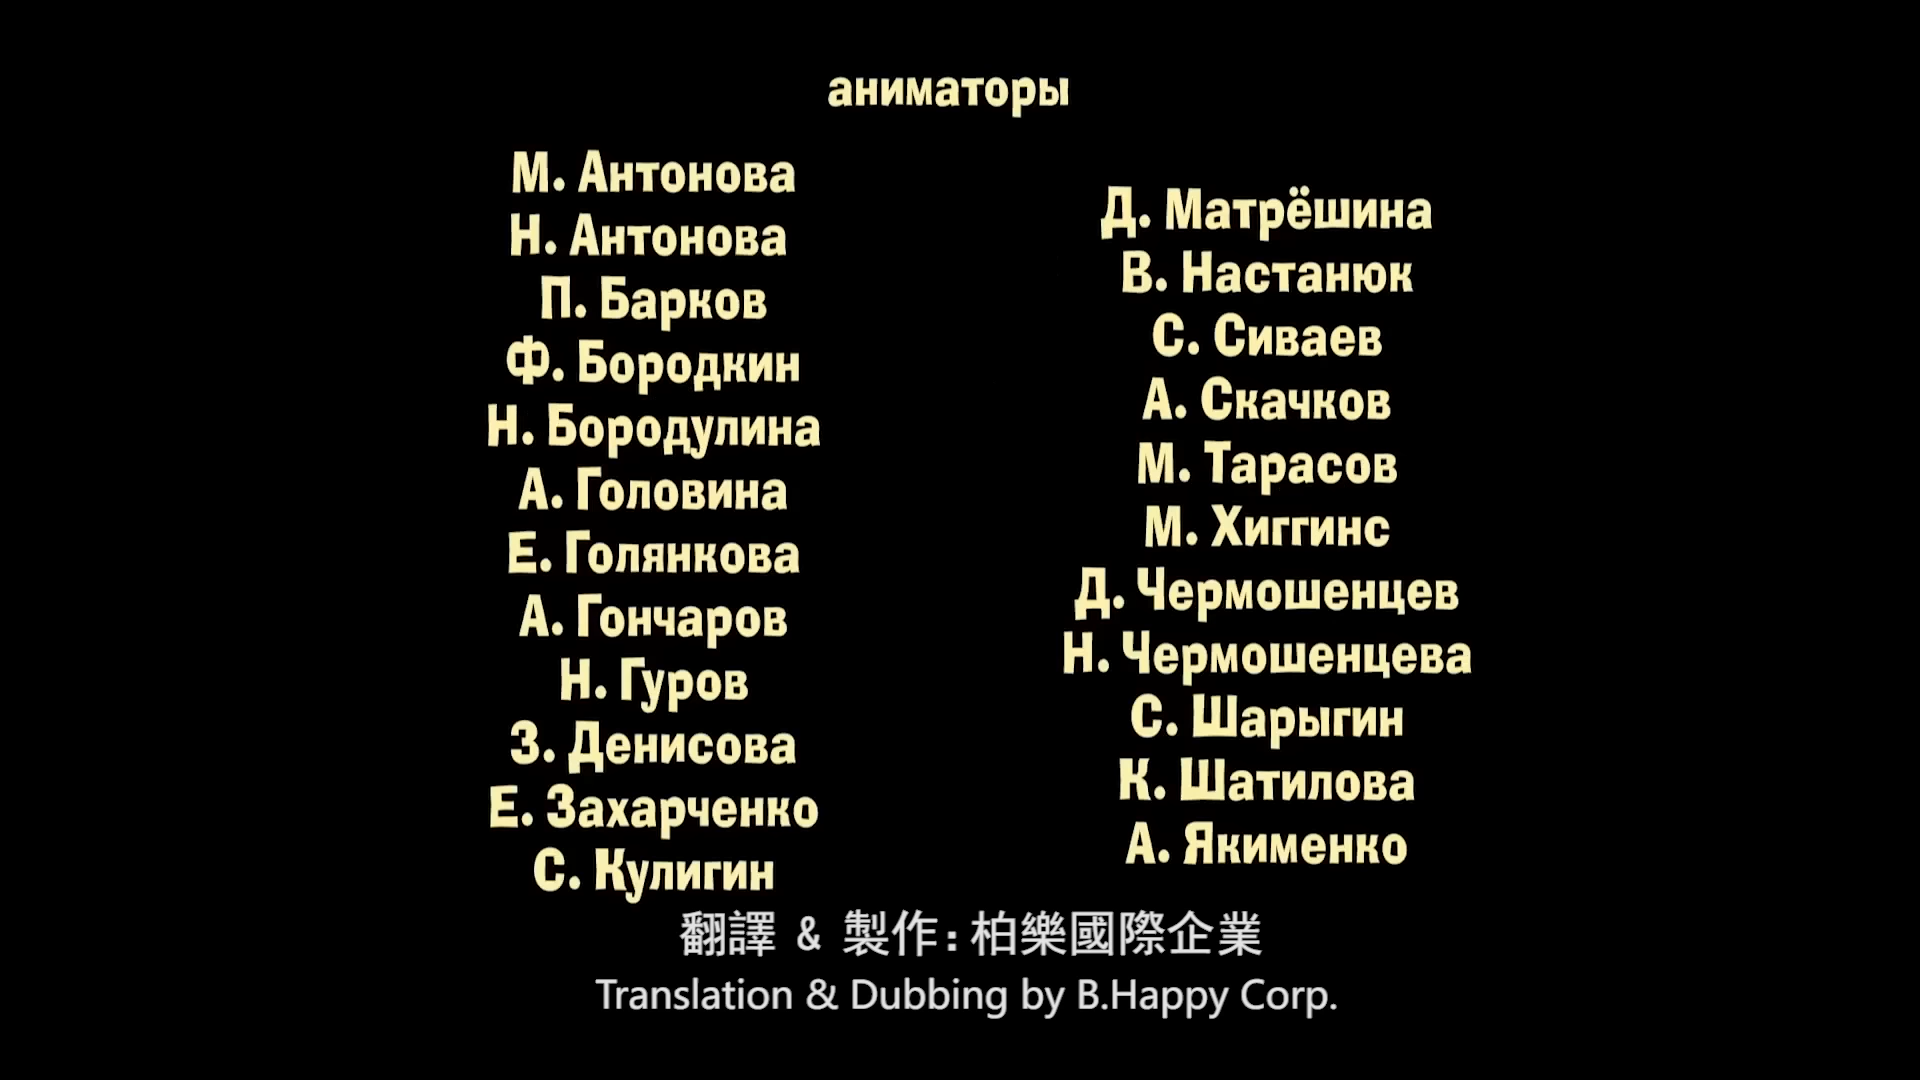 аниматоры
М. Антонова
Н. Антонова
П. Барков
Ф. Бородкин
Н. Бородулина
А. Головина
Е. Голянкова
А. Гончаров
Н. Гуров
З. Денисова
Е. Захарченко
С. Кулигин
Д. Матрёшина
В. Настанюк
С. Сиваев
А. Скачков
М. Тарасов
М. Хиггинс
Д. Чермошенцев
Н. Чермошенцева
С. Шарыгин
К. Шатилова
А. Якименко
翻譯 & 製作: 柏樂國際企業
Translation & Dubbing by B.Happy Corp.